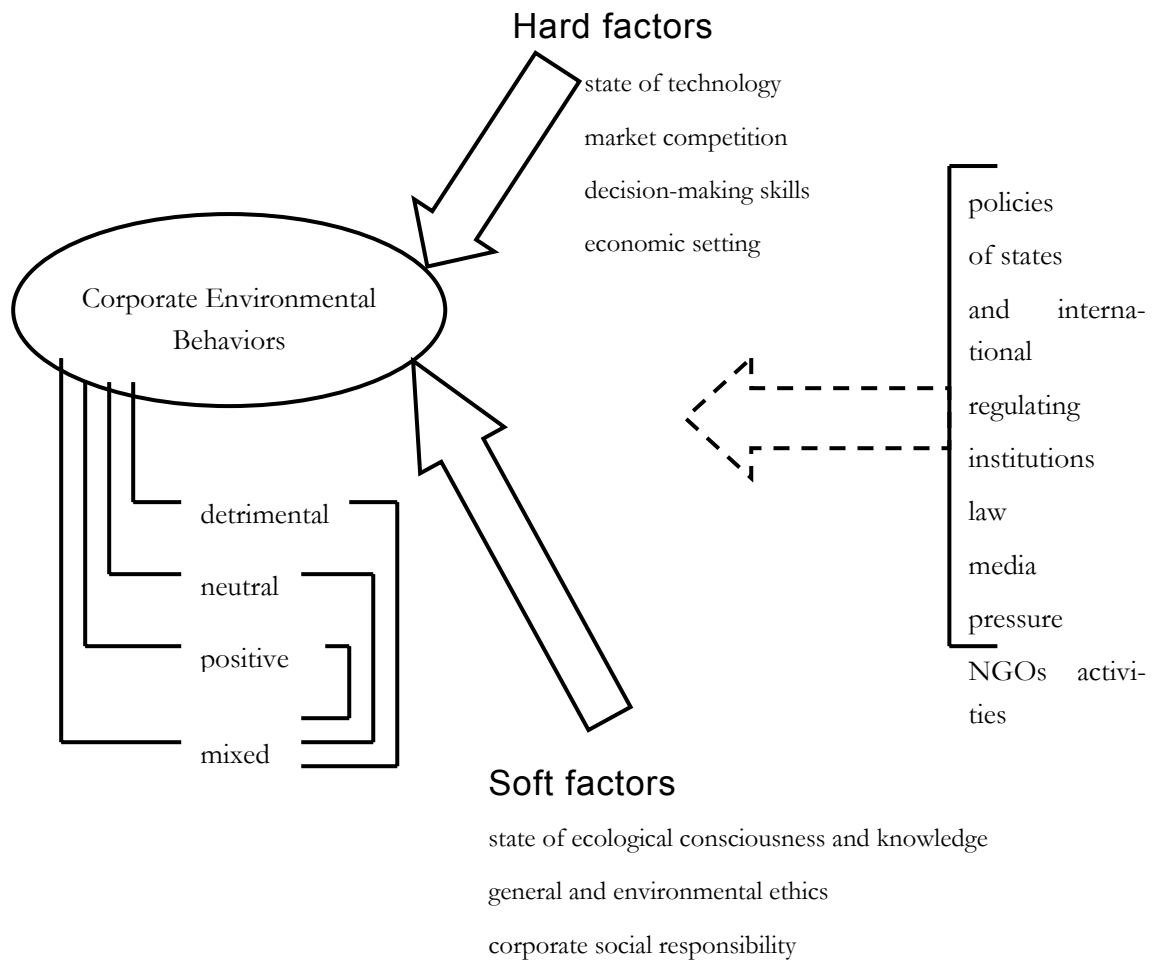 Hard factors
state of technology
market competition
decision-making skills
economic setting
Corporate Environmental
Behaviors
policies
of states
and interna-
tional
regulating
institutions
law
media
pressure
NGOs activi-
ties
detrimental
neutral
positive
mixed
Soft factors
state of ecological consciousness and knowledge
general and environmental ethics
corporate social responsibility